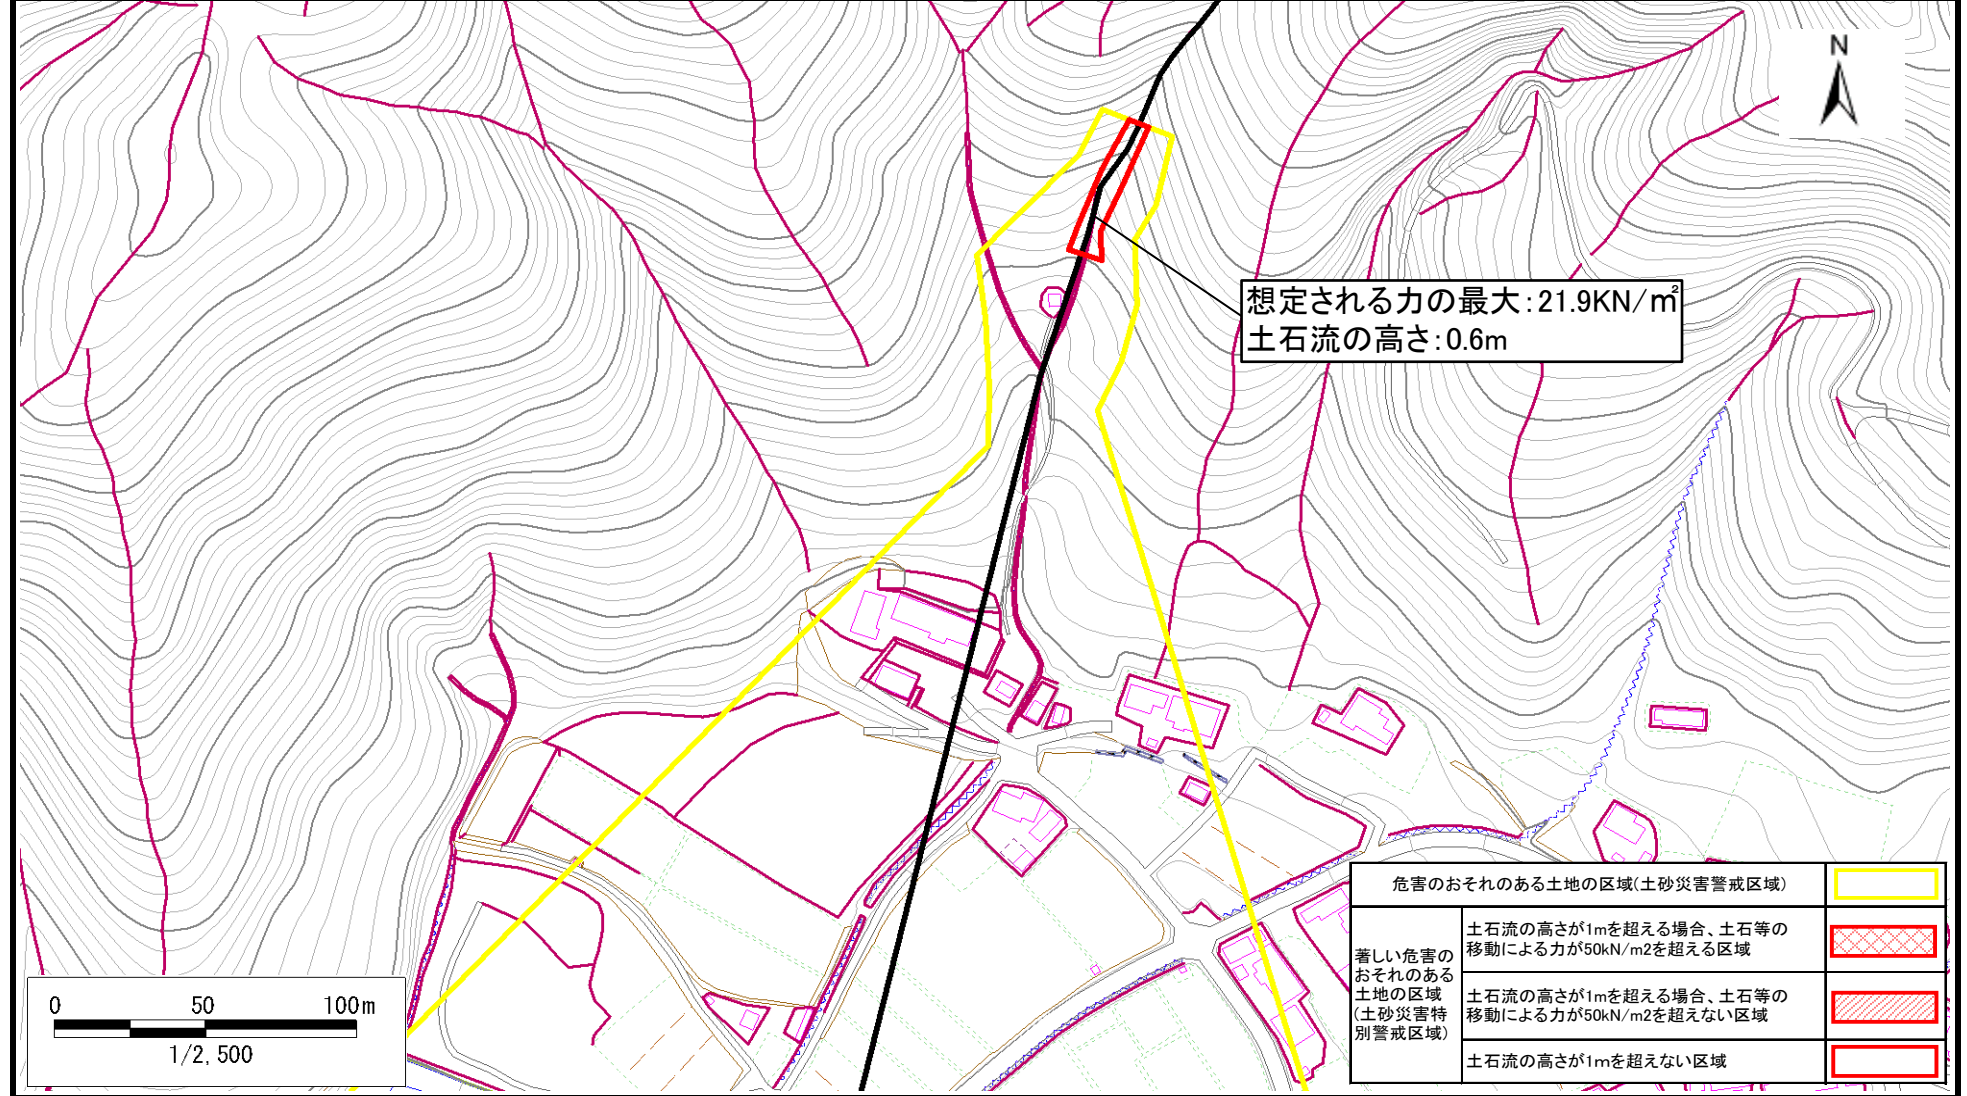 N
想定される力の最大:21.9KN/㎡
土石流の高さ:0.6m
危害のおそれのある土地の区域(土砂災害警戒区域)
著しい危害の
おそれのある
土地の区域
(土砂災害特
別警戒区域)
土石流の高さが1mを超える場合、土石等の
移動による力が50kN/m2を超える区域
土石流の高さが1mを超える場合、土石等の
移動による力が50kN/m2を超えない区域
土石流の高さが1mを超えない区域
0 50 100m
1/2,500